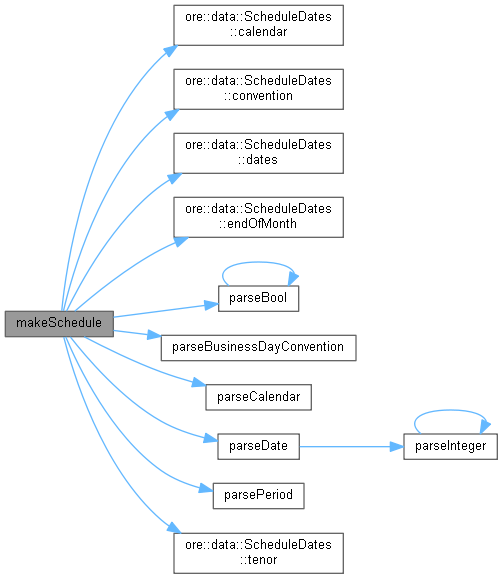 ore::data::ScheduleDates
::calendar
ore::data::ScheduleDates
::convention
ore::data::ScheduleDates
::dates
ore::data::ScheduleDates
::endOfMonth
parseBool
makeSchedule
parseBusinessDayConvention
parseCalendar
parseDate
parseInteger
parsePeriod
ore::data::ScheduleDates
::tenor